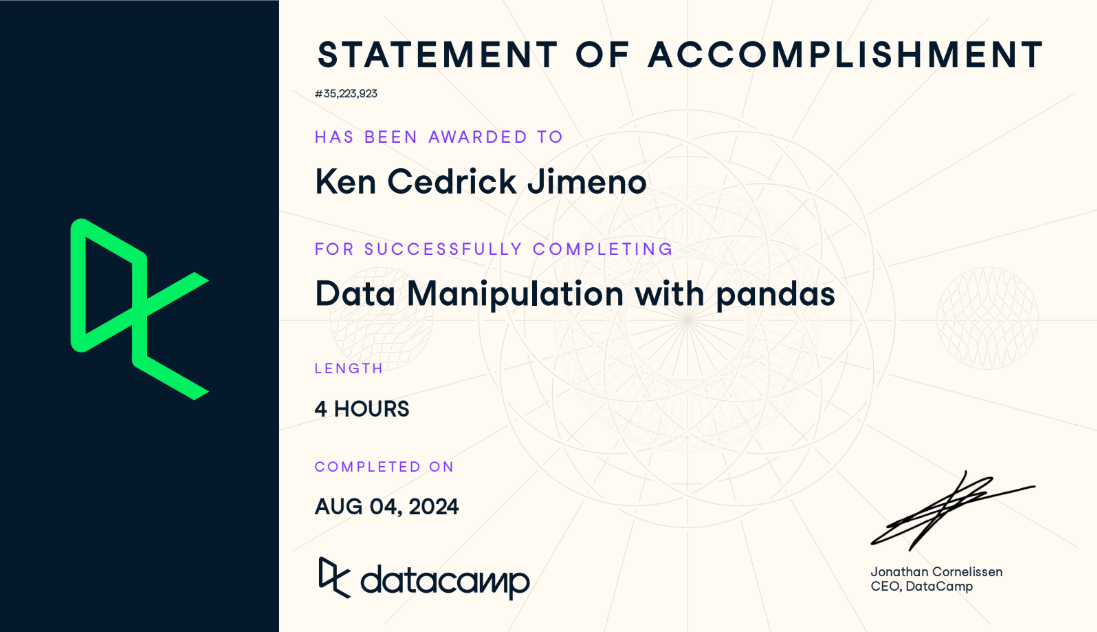 STATEMENT OF ACCOMPLISHMENT
#35,223,923
HAS BEEN AWARDED TO
Ken Cedrick Jimeno
FOR SUCCESSFULLY COMPLETING
Data Manipulation with pandas
LENGTH
4 HOURS
COMPLETED ON
AUG 04, 2024
datacamp
Jonathan Cornelissen
CEO, DataCamp